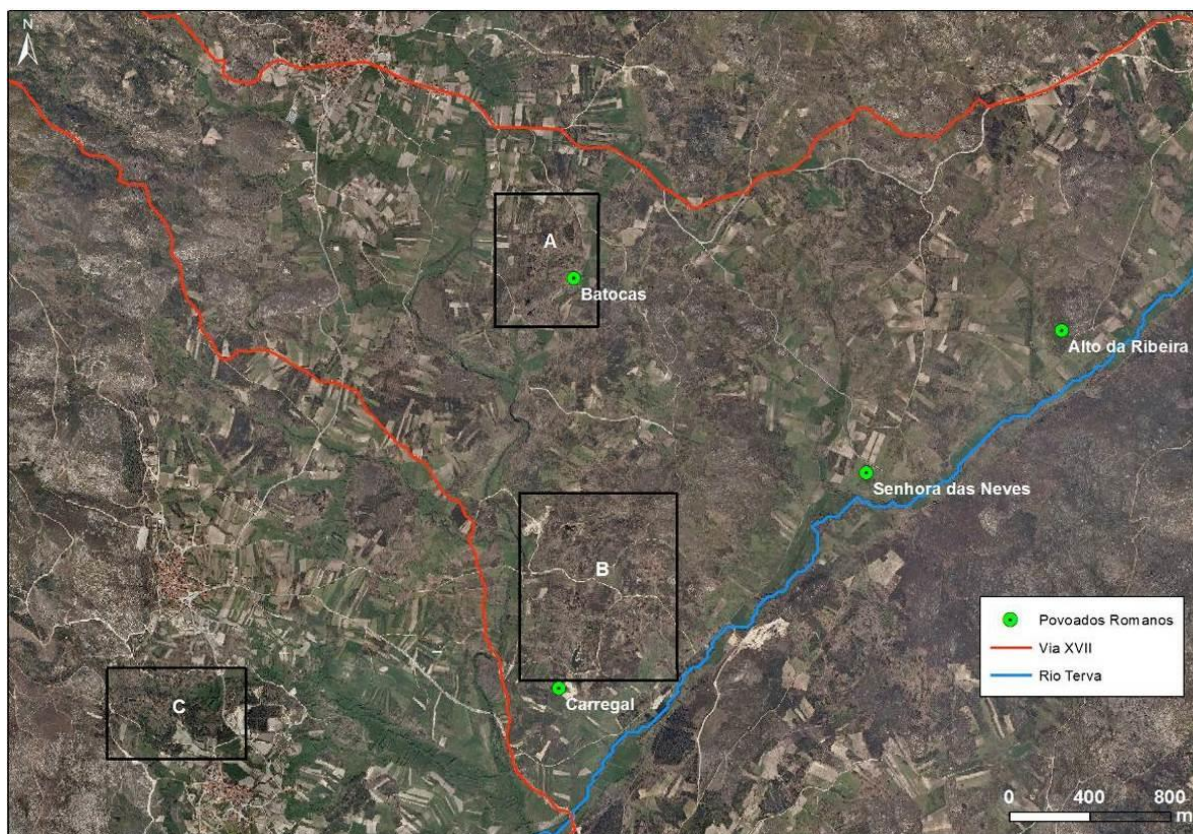 N
A
Batocas
Alto da Ribeira
Senhora das Neves
B
Carregal
C
Povoados Romanos
Via XVII
Rio Terva
0 400 800
m